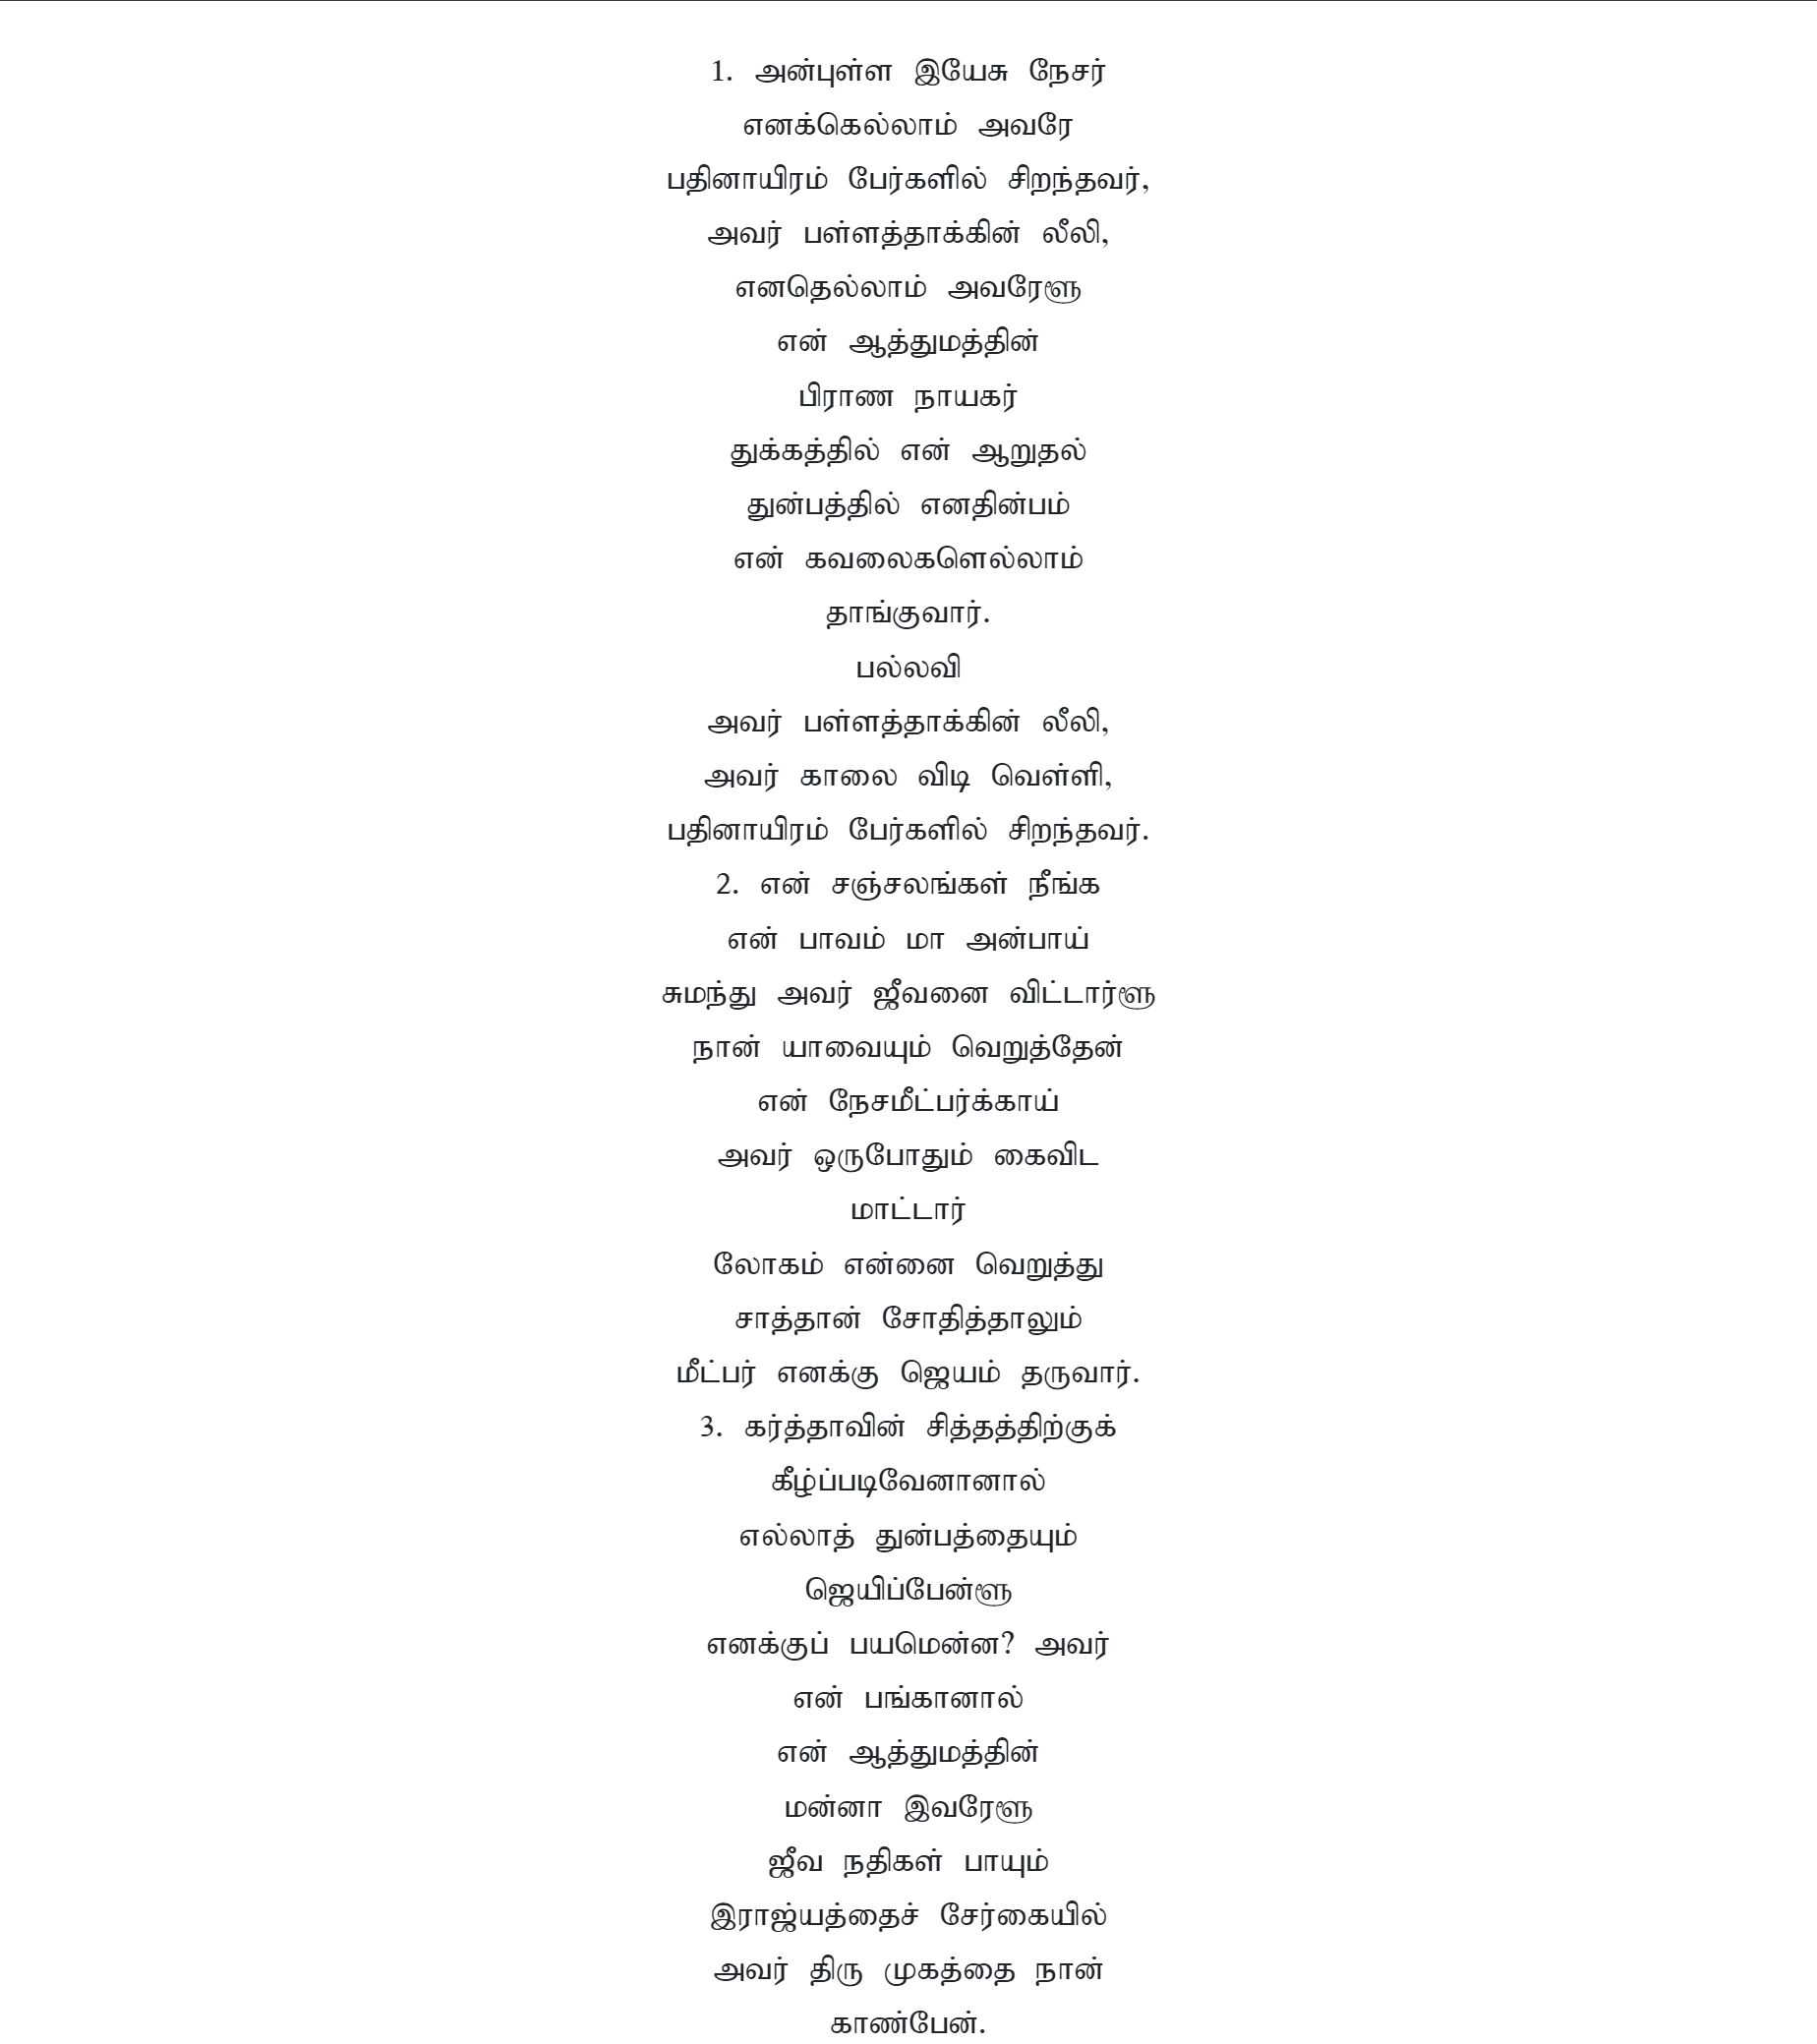 1. அன்புள்ள இயேசு நேசர்
எனக்கெல்லாம் அவரே
பதினாயிரம் பேர்களில் சிறந்தவர்,
அவர் பள்ளத்தாக்கின் லீலி,
எனதெல்லாம் அவரேளூ
என் ஆத்துமத்தின்
பிராண நாயகர்
துக்கத்தில் என் ஆறுதல்
துன்பத்தில் எனதின்பம்
என் கவலைகளெல்லாம்
தாங்குவார்.
பல்லவி
அவர் பள்ளத்தாக்கின் லீலி,
அவர் காலை விடி வெள்ளி,
பதினாயிரம் பேர்களில் சிறந்தவர்.
2. என் சஞ்சலங்கள் நீங்க
என் பாவம் மா அன்பாய்
சுமந்து அவர் ஜீவனை விட்டார்ளூ
நான் யாவையும் வெறுத்தேன்
என் நேசமீட்பர்க்காய்
அவர் ஒருபோதும் கைவிட
மாட்டார்
லோகம் என்னை வெறுத்து
சாத்தான் சோதித்தாலும்
மீட்பர் எனக்கு ஜெயம் தருவார்.
3. கர்த்தாவின் சித்தத்திற்குக்
கீழ்ப்படிவேனானால்
எல்லாத் துன்பத்தையும்
ஜெயிப்பேன்ளூ
எனக்குப் பயமென்ன? அவர்
என் பங்கானால்
என் ஆத்துமத்தின்
மன்னா இவரேளூ
ஜீவ நதிகள் பாயும்
இராஜ்யத்தைச் சேர்கையில்
அவர் திரு முகத்தை நான்
காண்பேன்.